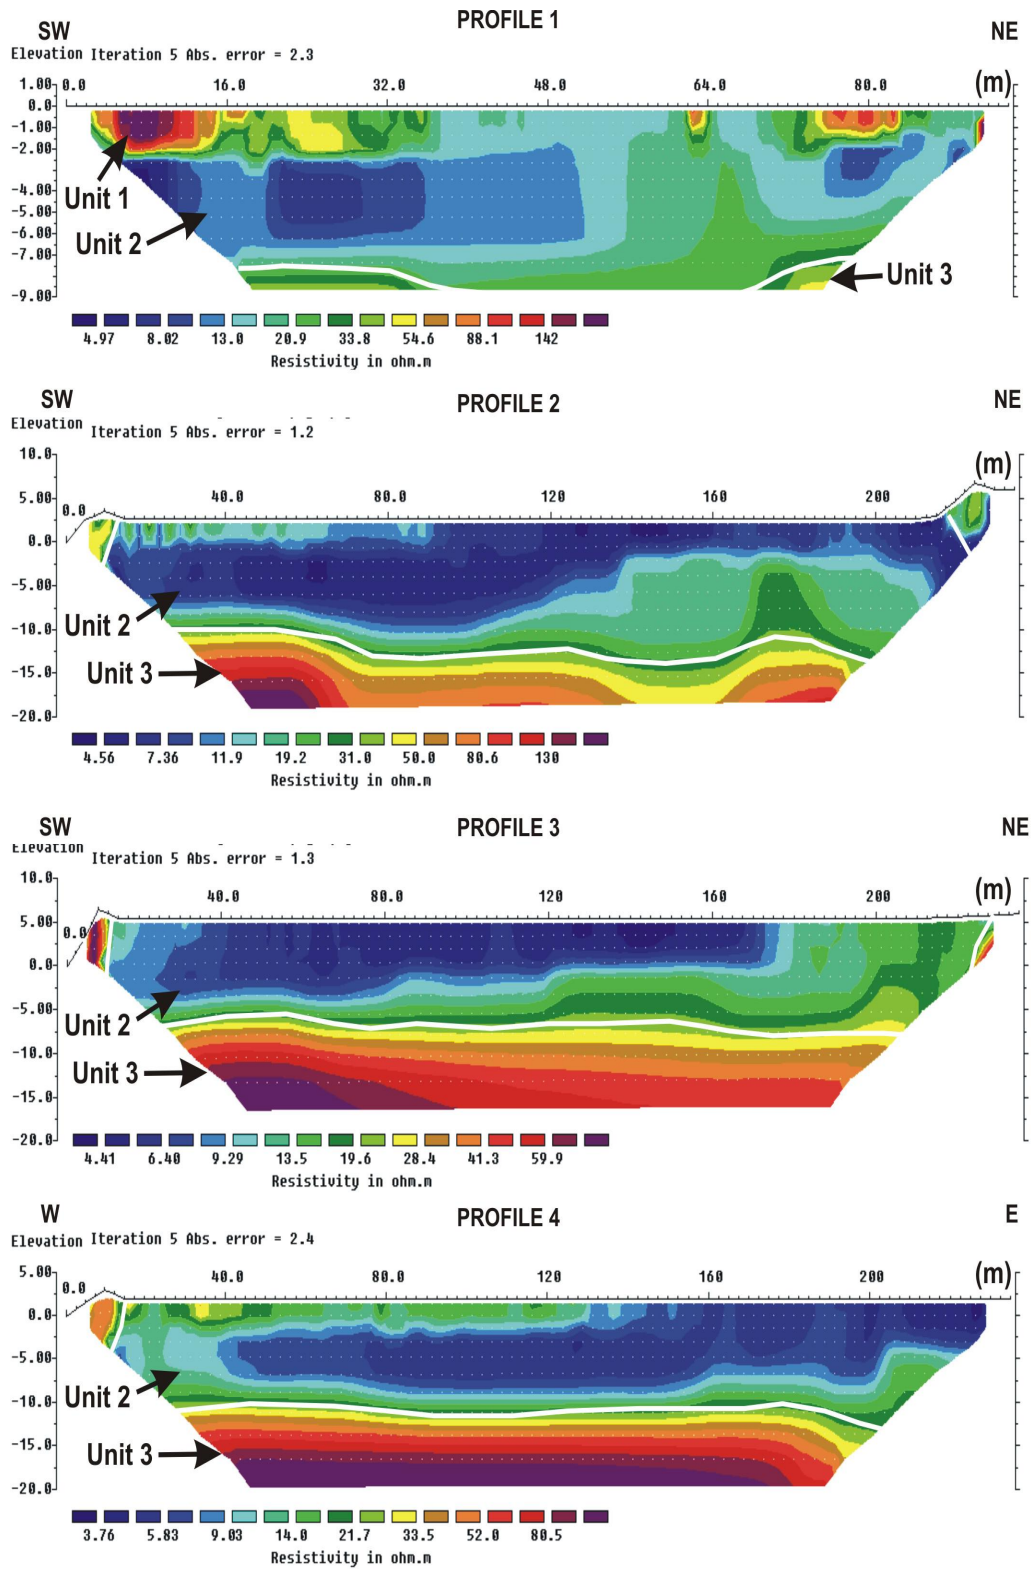 PROFILE 1
SW NE
Elevation Iteration 5 Abs. error = 2.3
(m)
1.00 0.0 16.0 32.0 48.0 64.0 80.0
0.0
-1.00
-2.00
Unit 1
-4.00
-5.00
Unit 2
-6.00
-7.00
Unit 3
-9.00
4.97 8.02 13.0 20.9 33.8 54.6 88.1 142
Resistivity in ohm.m
SW PROFILE 2 NE
Elevation
Iteration 5 Abs. error = 1.2
10.0
(m)
40.0 80.0 120 160 200
5.00
0.0
0.0
-5.00
Unit 2
-10.0
Unit 3
-15.0
-20.0
4.56 7.36 11.9 19.2 31.0 50.0 80.6 130
Resistivity in ohm.m
SW PROFILE 3 NE
Elevation
Iteration 5 Abs. error = 1.3
10.0
(m)
40.0 80.0 120 160 200
5.00
0.0
0.0
-5.00
Unit 2
-10.0
Unit 3
-15.0
-20.0
4.41 6.40 9.29 13.5 19.6 28.4 41.3 59.9
Resistivity in ohm.m
W PROFILE 4 E
Elevation Iteration 5 Abs. error = 2.4
5.00 0.0 40.0 80.0 120 160 200 (m)
0.0
-5.00
Unit 2
-10.0
Unit 3
-15.0
-20.0
3.76 5.83 9.03 14.0 21.7 33.5 52.0 80.5
Resistivity in ohm.m